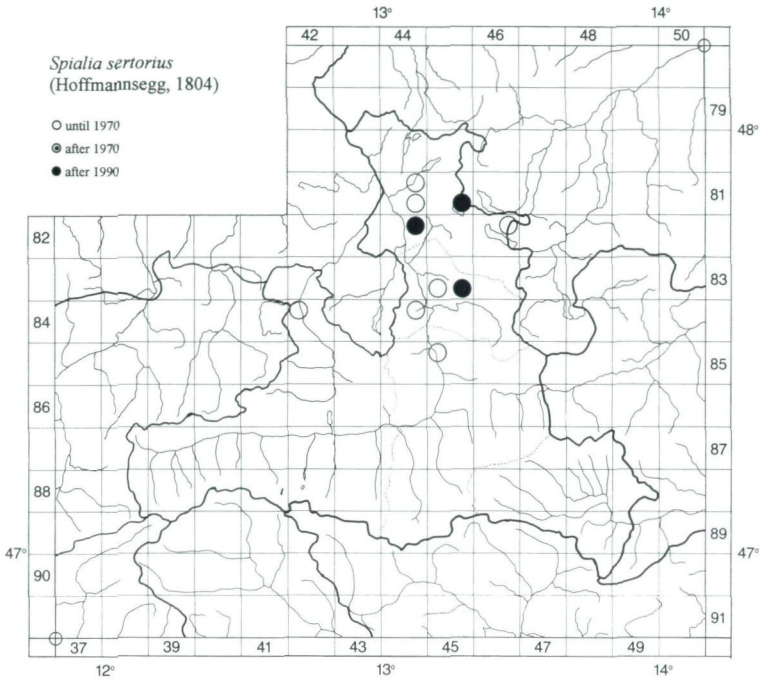 13° 14°
42 44 46 48 50
Spialia sertorius
(Hoffmannsegg, 1804)
until 1970
after 1970
after 1990
79
48°
81
82
83
84
85
86
87
88
89
47° 47°
90
91
37 39 41 43 45 47 49
12° 13° 14°